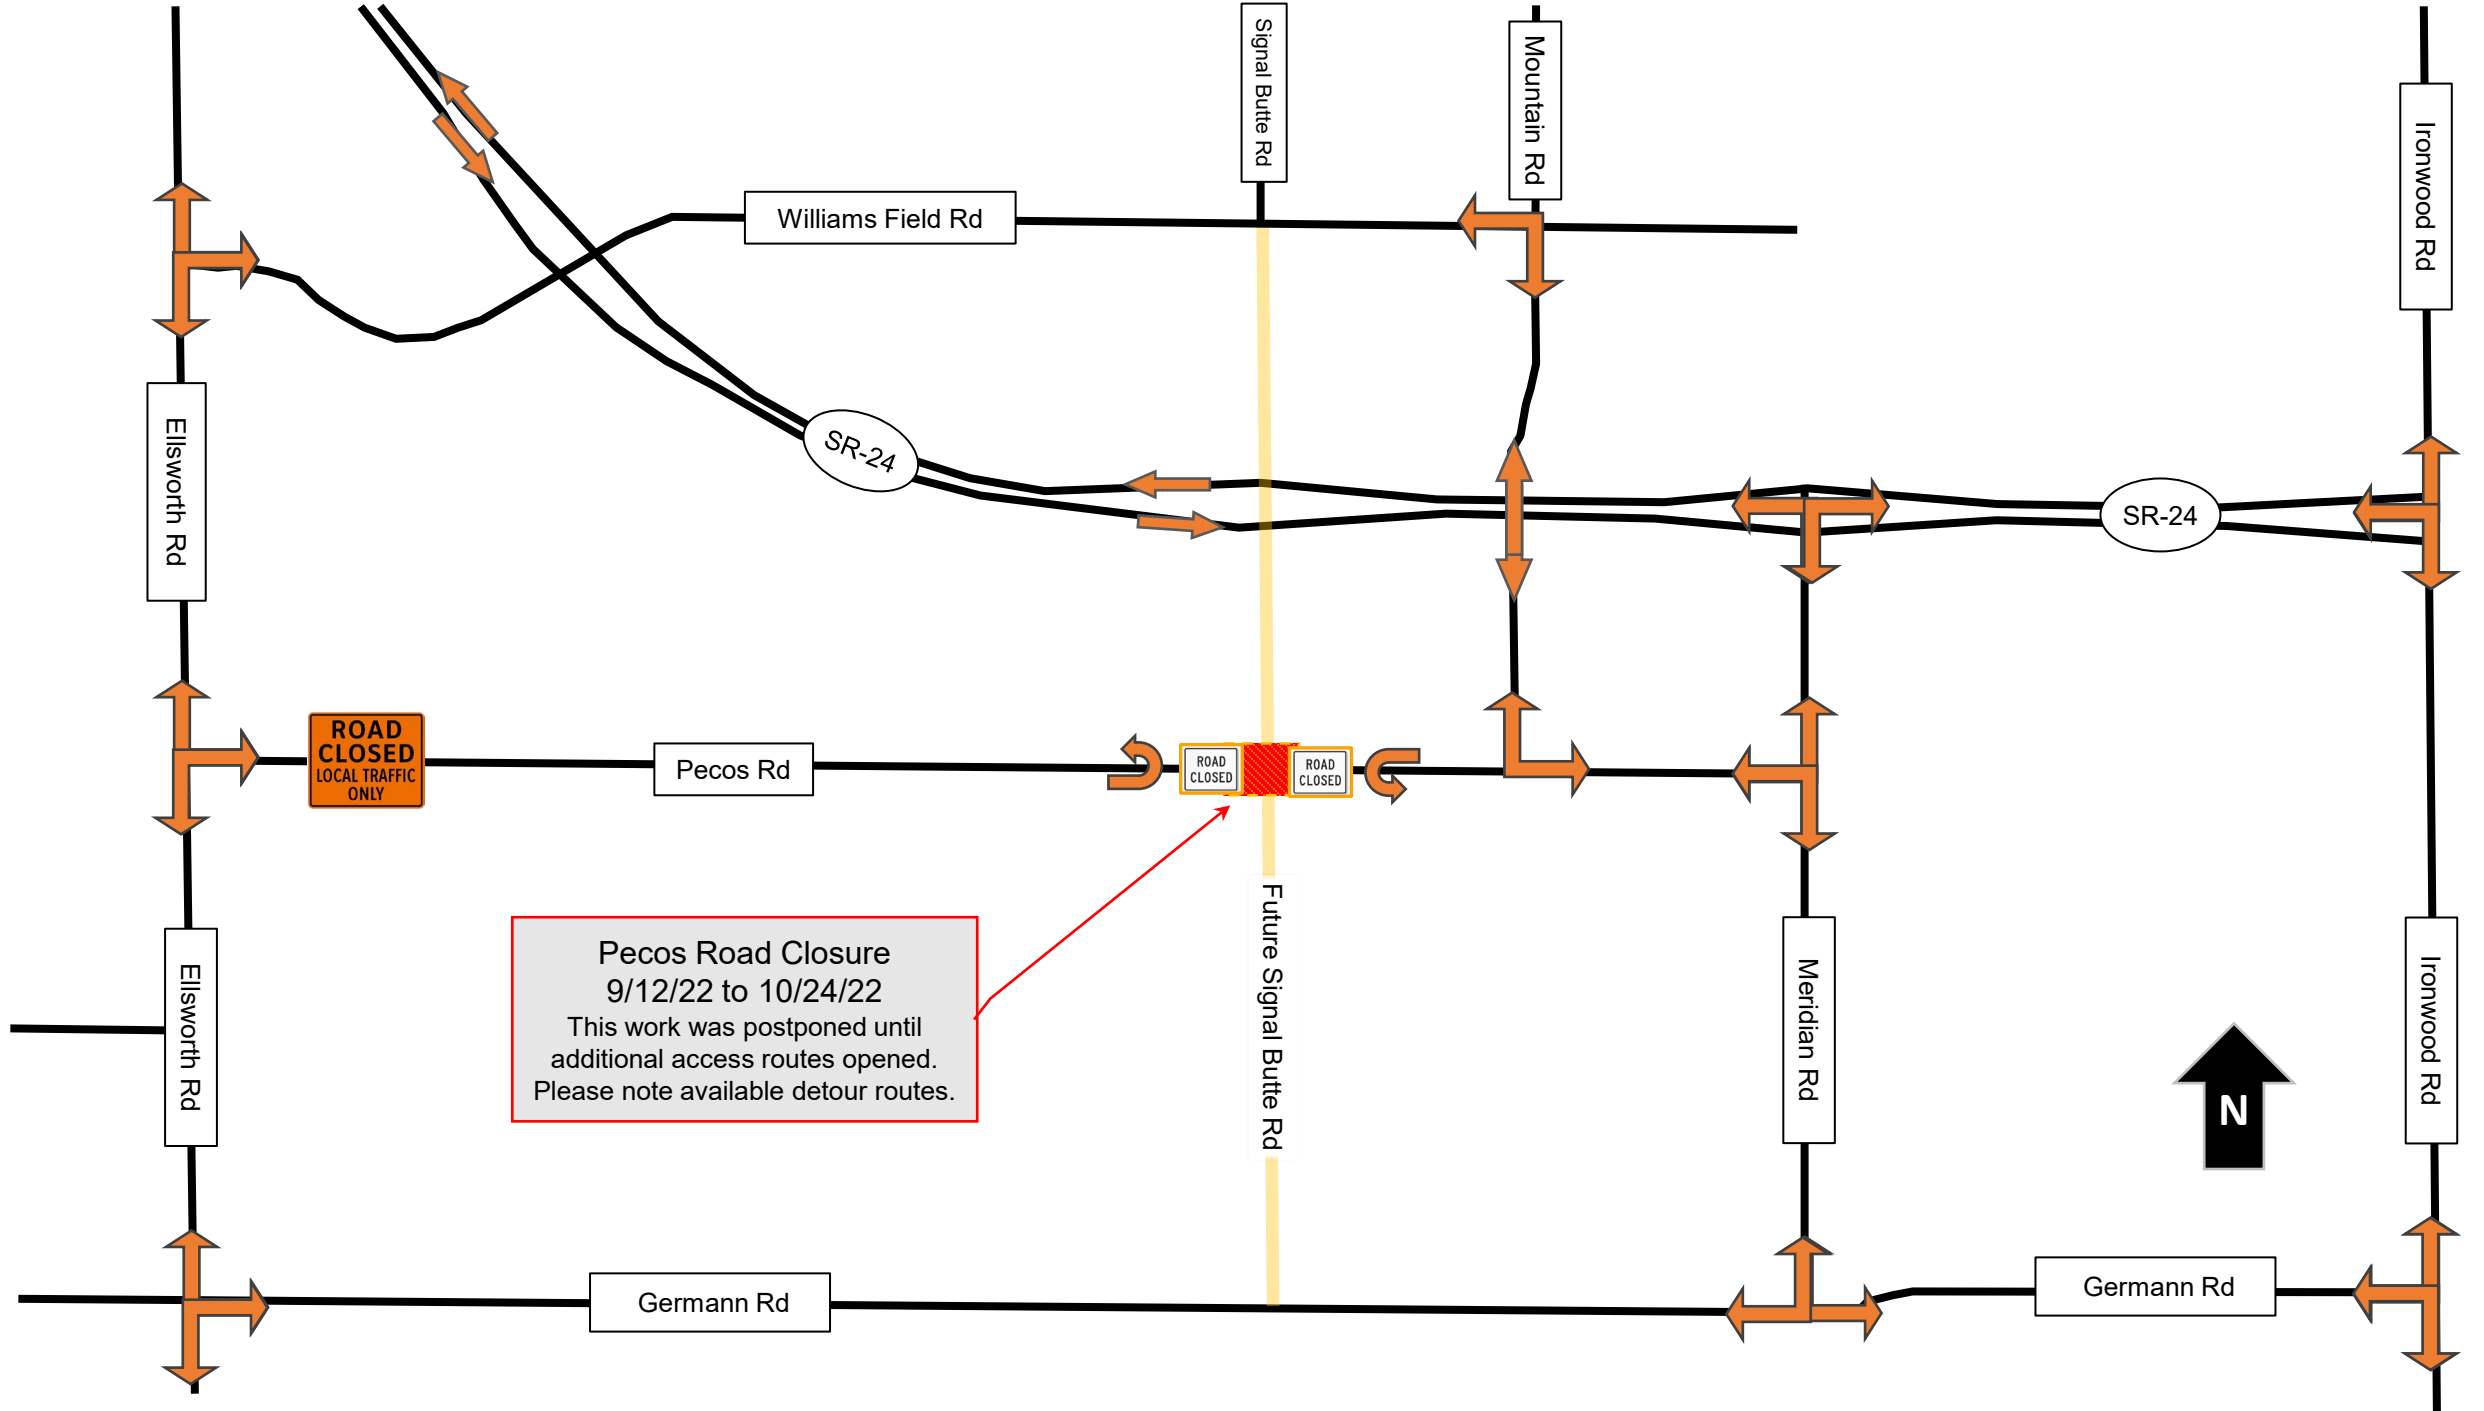 Signal Butte Rd
Mountain Rd
Ironwood Rd
Williams Field Rd
Ellsworth Rd
SR-24
SR-24
ROAD
CLOSED
LOCAL TRAFFIC
ONLY
Pecos Rd
ROAD
CLOSED
ROAD
CLOSED
Pecos Road Closure
9/12/22 to 10/24/22
This work was postponed until
additional access routes opened.
Please note available detour routes.
Ellsworth Rd
Future Signal Butte Rd
Meridian Rd
Ironwood Rd
N
Germann Rd
Germann Rd